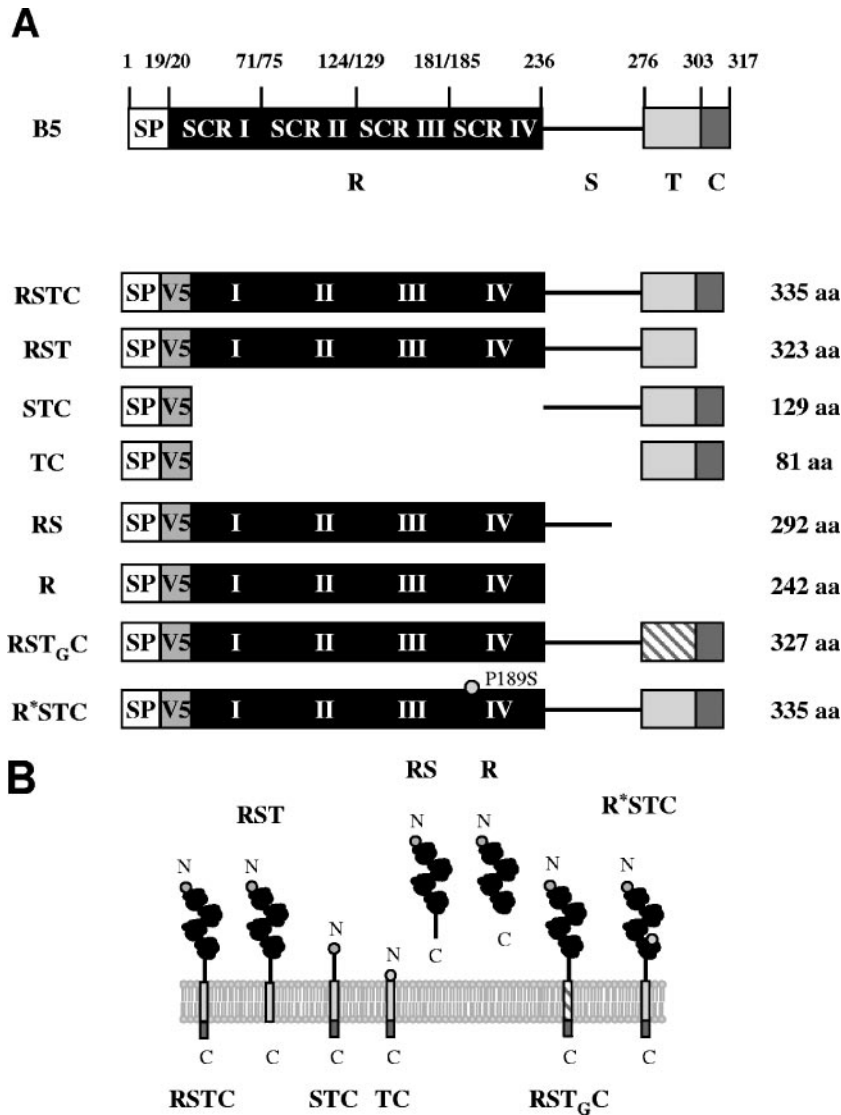 A
1 19/20 71/75 124/129 181/185 236 276 303 317
B5 SP SCR I SCR II SCR III SCR IV
R S T C
RSTC SP V5 I II III IV 335 aa
RST SP V5 I II III IV 323 aa
STC SP V5 129 aa
TC SP V5 81 aa
RS SP V5 I II III IV 292 aa
R SP V5 I II III IV 242 aa
RSTGC SP V5 I II III IV 327 aa
P189S
R*STC SP V5 I II III IV 335 aa
B
RS R
RST R*STC
N N
N N N N
N
N
C C
C C C C C C
RSTC STC TC RSTGC